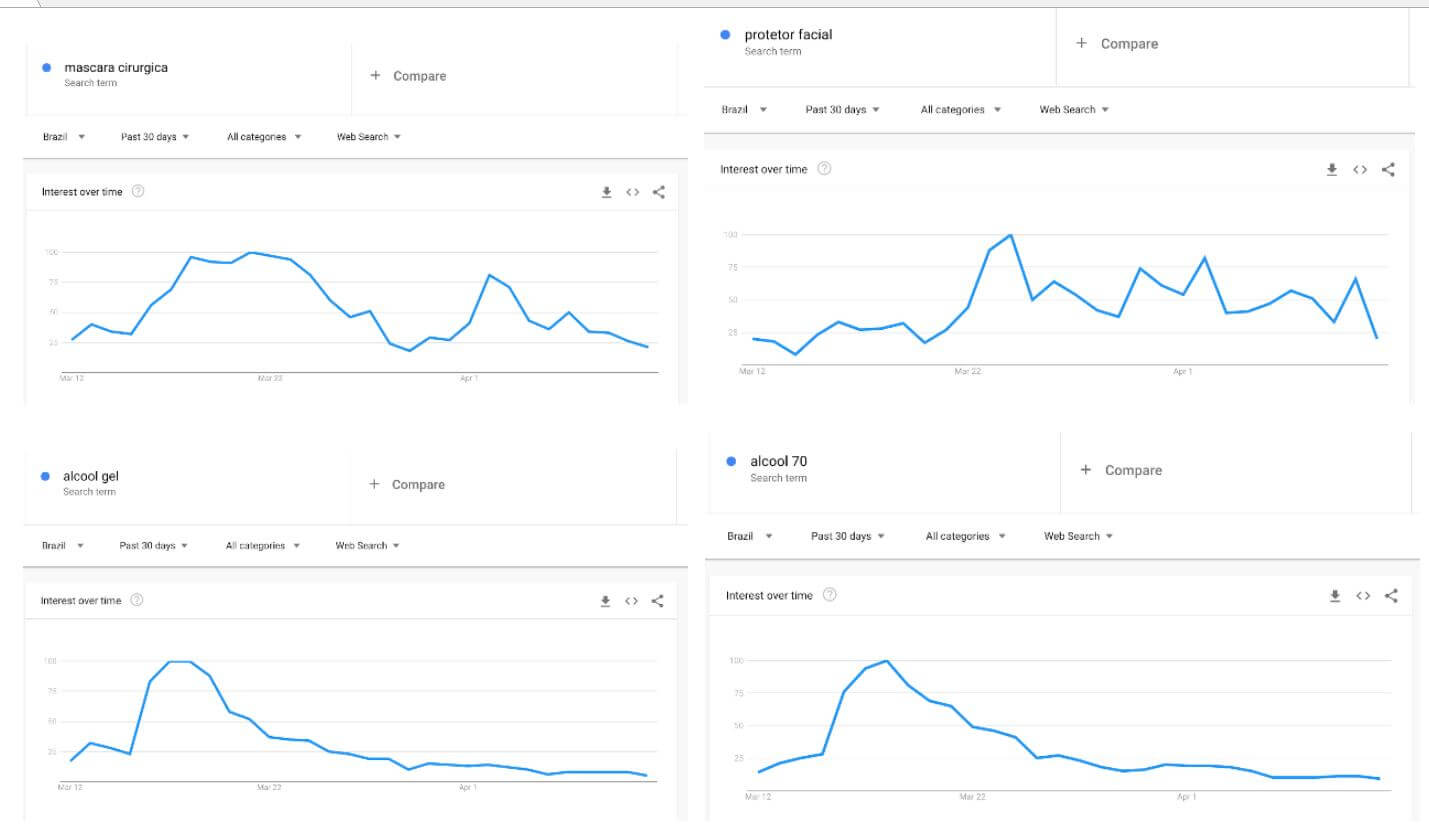 mascara cirurgica
Search term
+ Compare
Brazil Past 30 days All categories Web Search
Interest over time ?
100
75
50
25
Mar 12 Mar 22 Apr 1
protetor facial
Search term
+ Compare
Brazil Past 30 days All categories Web Search
Interest over time ?
100
75
50
25
Mar 12 Mar 22 Apr 1
alcool gel
Search term
+ Compare
Brazil Past 30 days All categories Web Search
Interest over time ?
100
75
50
25
Mar 12 Mar 22 Apr 1
alcool 70
Search term
+ Compare
Brazil Past 30 days All categories Web Search
Interest over time ?
100
75
50
25
Mar 12 Mar 22 Apr 1